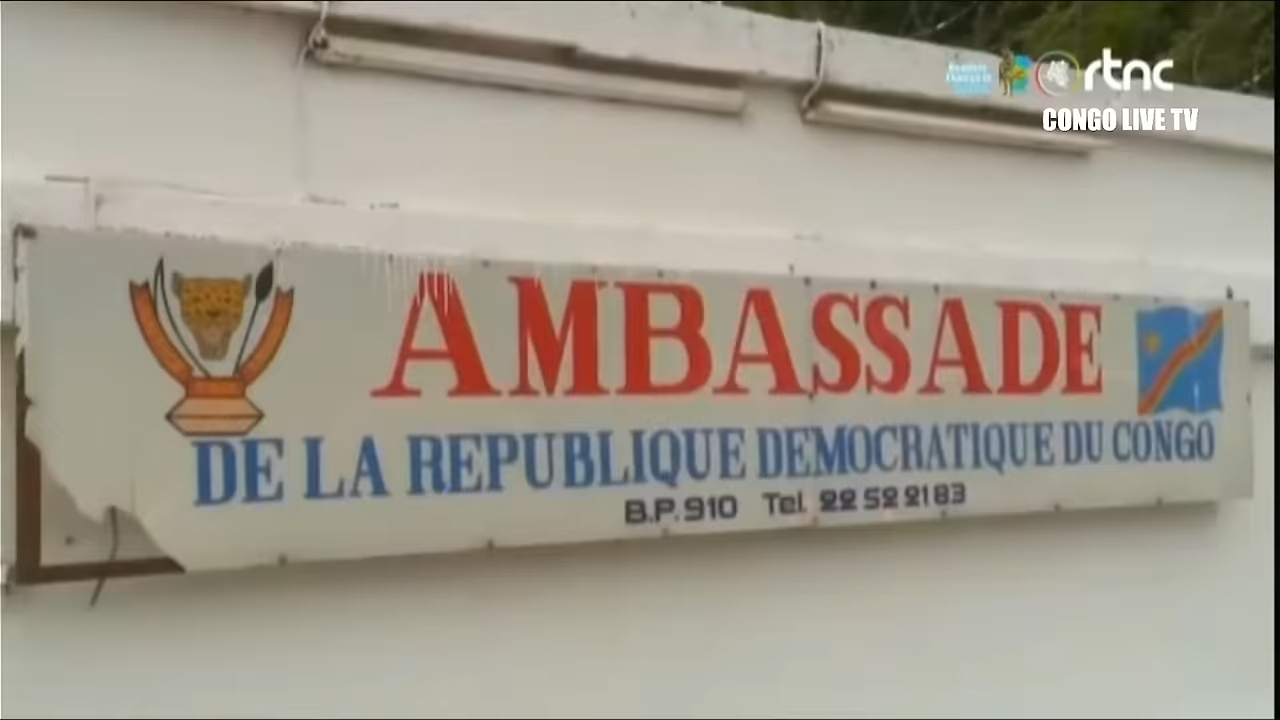 rtnc
CONGO LIVE TV
AMBASSADE
DE LA REPUBLIQUE DEMOCRATIQUE DU CONGO
B.P. 910 Tel. 22 52 21 83